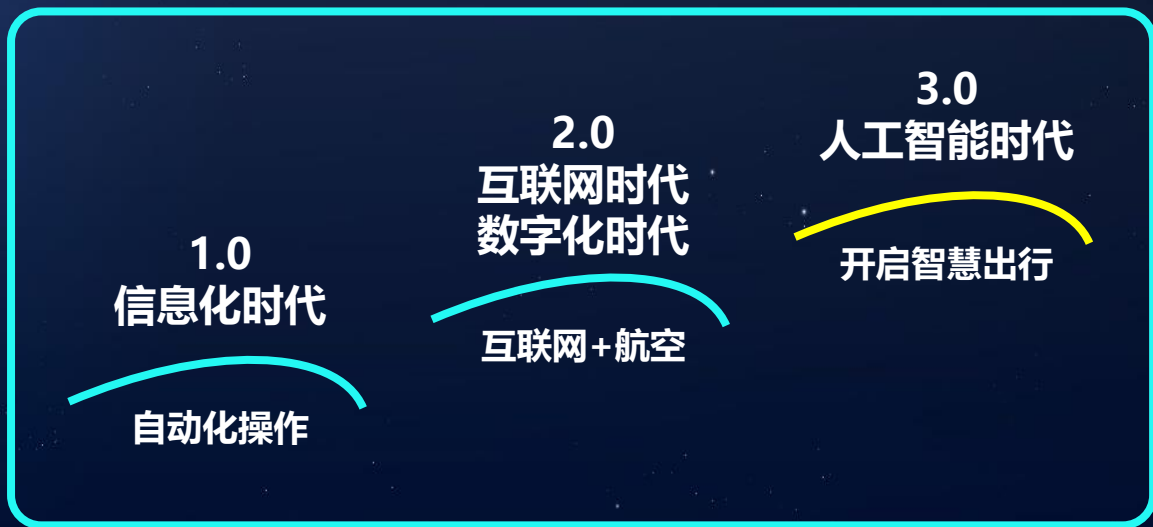 1.0
信息化时代
自动化操作
2.0
互联网时代
数字化时代
互联网+航空
3.0
人工智能时代
开启智慧出行